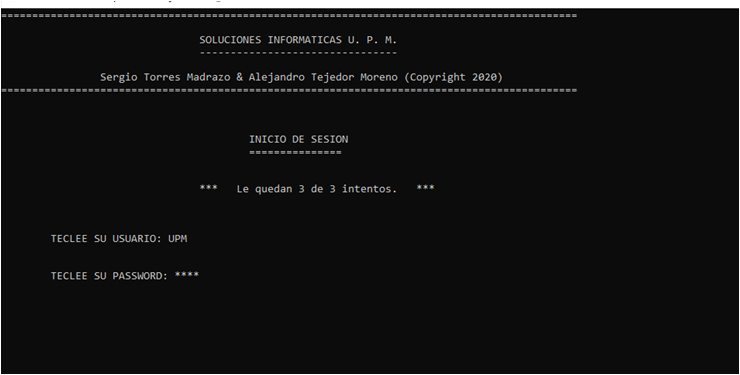 =============================================================================================
SOLUCIONES INFORMATICAS U. P. M.
--------------------------------
Sergio Torres Madrazo & Alejandro Tejedor Moreno (Copyright 2020)
=============================================================================================
INICIO DE SESION
===============
*** Le quedan 3 de 3 intentos. ***
TECLEE SU USUARIO: UPM
TECLEE SU PASSWORD: ****